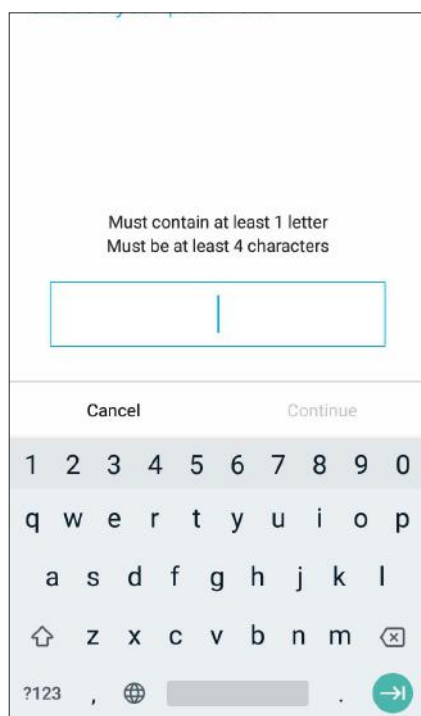 Must contain at least 1 letter
Must be at least 4 characters
Cancel Continue
1 2 3 4 5 6 7 8 9 0
q w e r t y u i o p
a s d f g h j k l
z x c v b n m
?123 , .